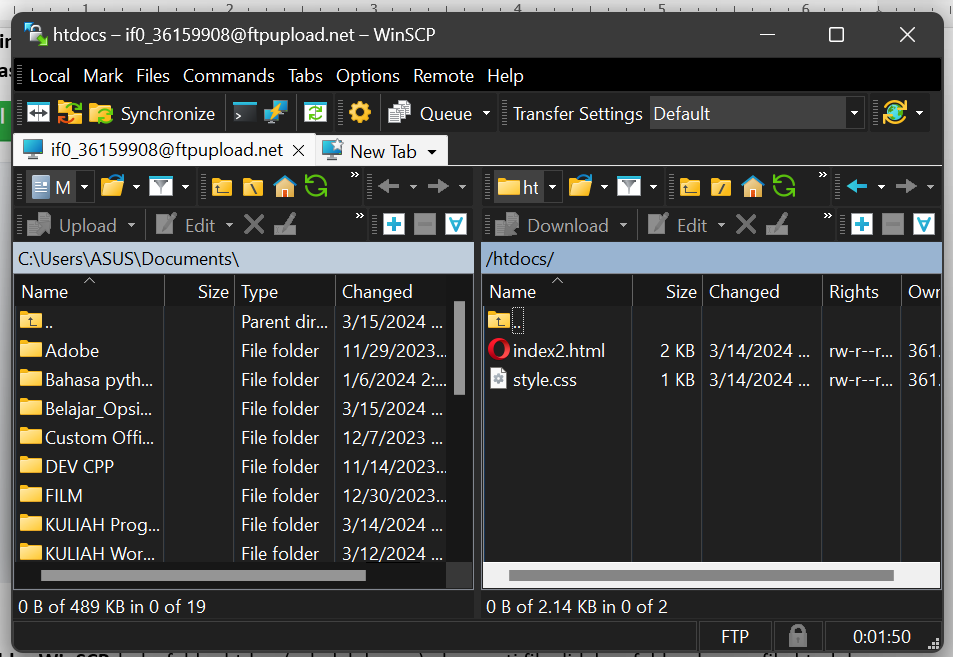 1 2 3 4 5 6
htdocs – if0_36159908@ftpupload.net – WinSCP
Local Mark Files Commands Tabs Options Remote Help
Synchronize Queue Transfer Settings Default
if0_36159908@ftpupload.net New Tab
M ht
Upload Edit Download Edit
C:\Users\ASUS\Documents\ /htdocs/
Name Size Type Changed Name Size Changed Rights Own
.. Parent dir... 3/15/2024 ... ..
Adobe File folder 11/29/2023... index2.html 2 KB 3/14/2024 ... rw-r--r... 361.
Bahasa pyth... File folder 1/6/2024 2:... style.css 1 KB 3/14/2024 ... rw-r--r... 361.
Belajar_Opsi... File folder 3/15/2024 ...
Custom Offi... File folder 12/7/2023 ...
DEV CPP File folder 11/14/2023...
FILM File folder 12/30/2023...
KULIAH Prog... File folder 3/14/2024 ...
KULIAH Wor... File folder 3/12/2024 ...
0 B of 489 KB in 0 of 19 0 B of 2.14 KB in 0 of 2
FTP 0:01:50